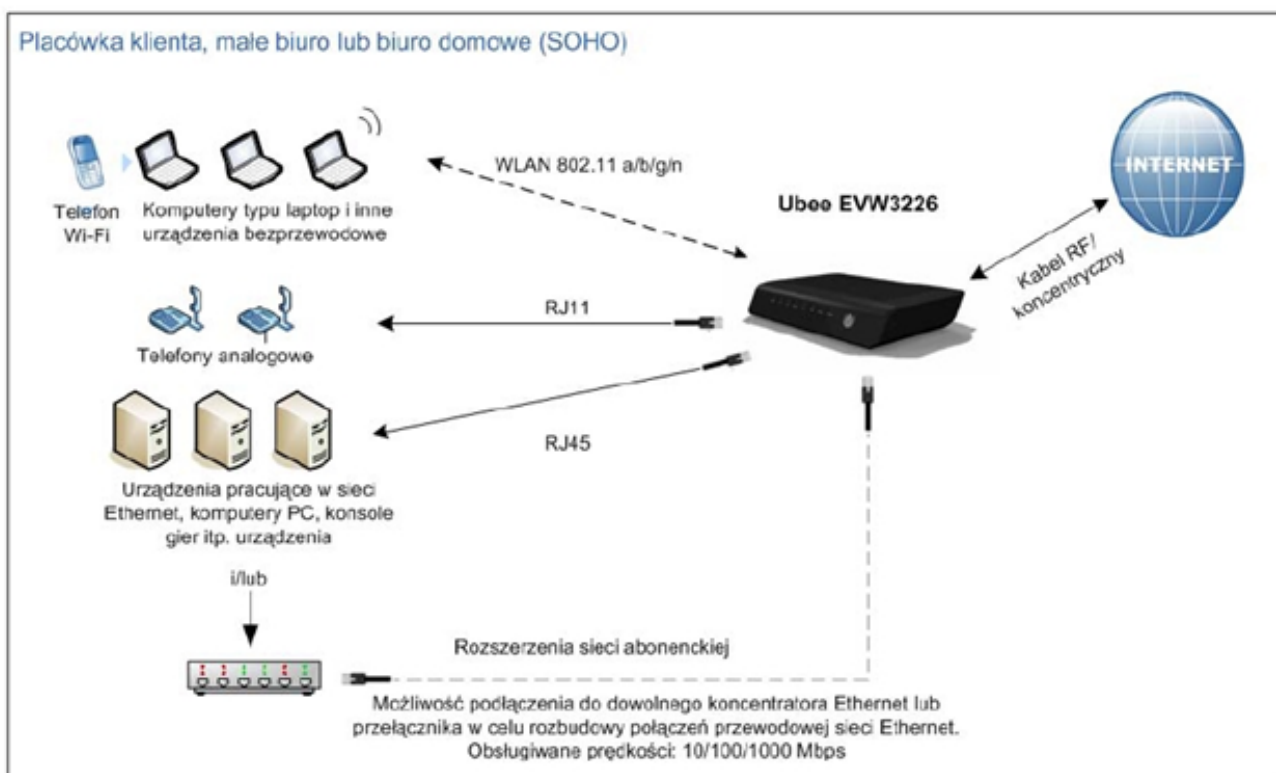 Placówka klienta, małe biuro lub biuro domowe (SOHO)
WLAN 802.11 a/b/g/n
INTERNET
Ubee EVW3226
Telefon
Wi-Fi
Komputery typu laptop i inne
urządzenia bezprzewodowe
Kabel RF/
koncentryczny
RJ11
Telefony analogowe
RJ45
Urządzenia pracujące w sieci
Ethernet, komputery PC, konsole
gier itp. urządzenia
i/lub
Rozszerzenia sieci abonenckiej
Możliwość podłączenia do dowolnego koncentratora Ethernet lub
przełącznika w celu rozbudowy połączeń przewodowej sieci Ethernet.
Obsługiwane prędkości: 10/100/1000 Mbps